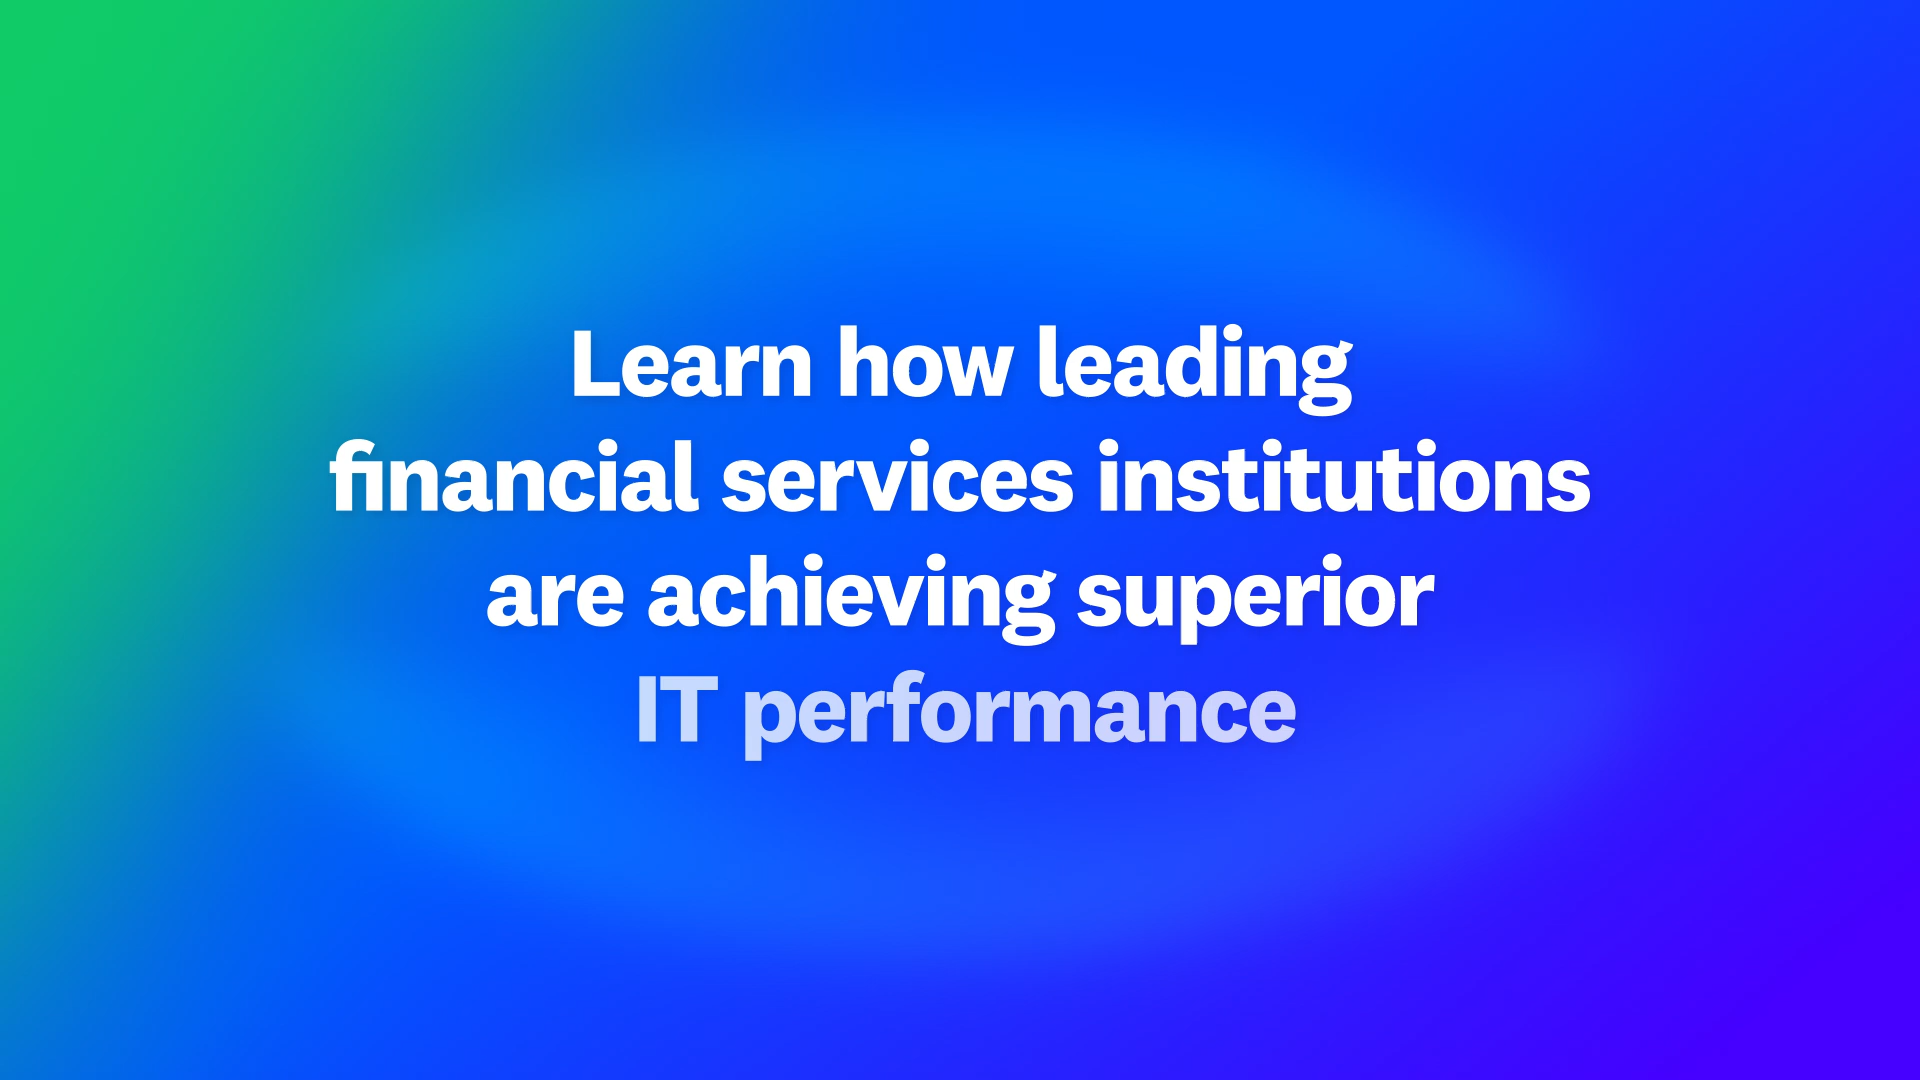 Learn how leading
financial services institutions
are achieving superior
IT performance